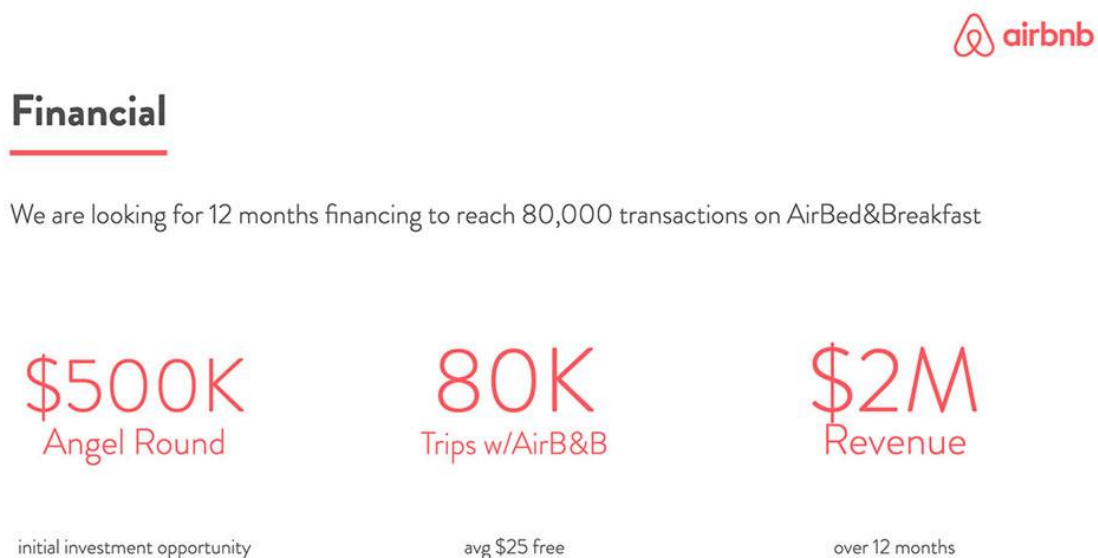 airbnb
Financial
We are looking for 12 months financing to reach 80,000 transactions on AirBed&Breakfast
$500K
Angel Round
initial investment opportunity
80K
Trips w/AirB&B
avg $25 free
$2M
Revenue
over 12 months